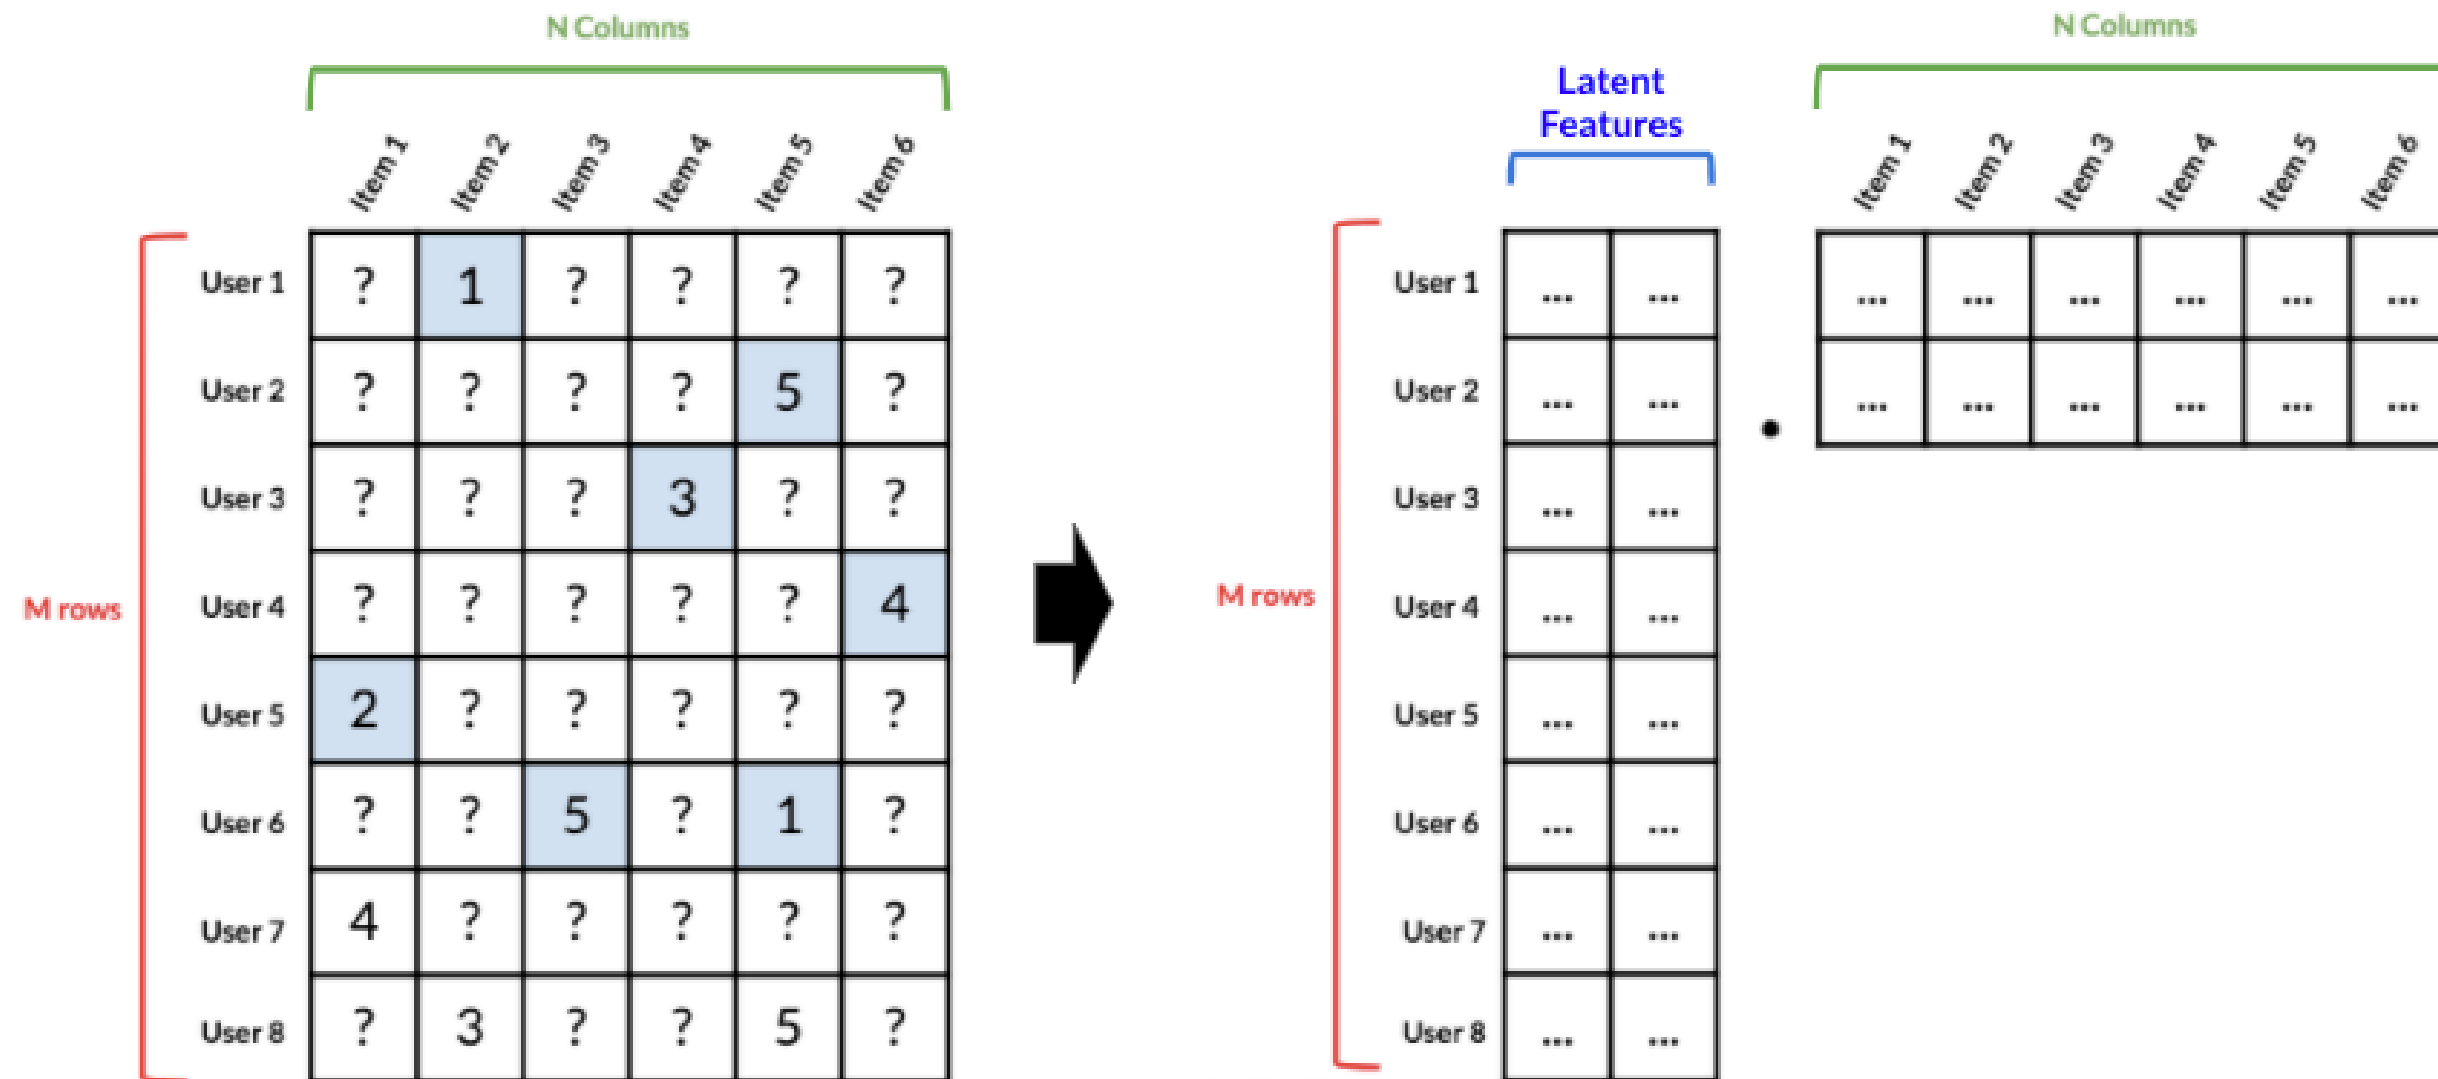 N Columns
Item 1 Item 2 Item 3 Item 4 Item 5 Item 6
M rows
User 1 ? 1 ? ? ? ?
User 2 ? ? ? ? 5 ?
User 3 ? ? ? 3 ? ?
User 4 ? ? ? ? ? 4
User 5 2 ? ? ? ? ?
User 6 ? ? 5 ? 1 ?
User 7 4 ? ? ? ? ?
User 8 ? 3 ? ? 5 ?
Latent
Features
M rows
User 1 ... ...
User 2 ... ...
User 3 ... ...
User 4 ... ...
User 5 ... ...
User 6 ... ...
User 7 ... ...
User 8 ... ...
N Columns
Item 1 Item 2 Item 3 Item 4 Item 5 Item 6
... ... ... ... ... ...
... ... ... ... ... ...